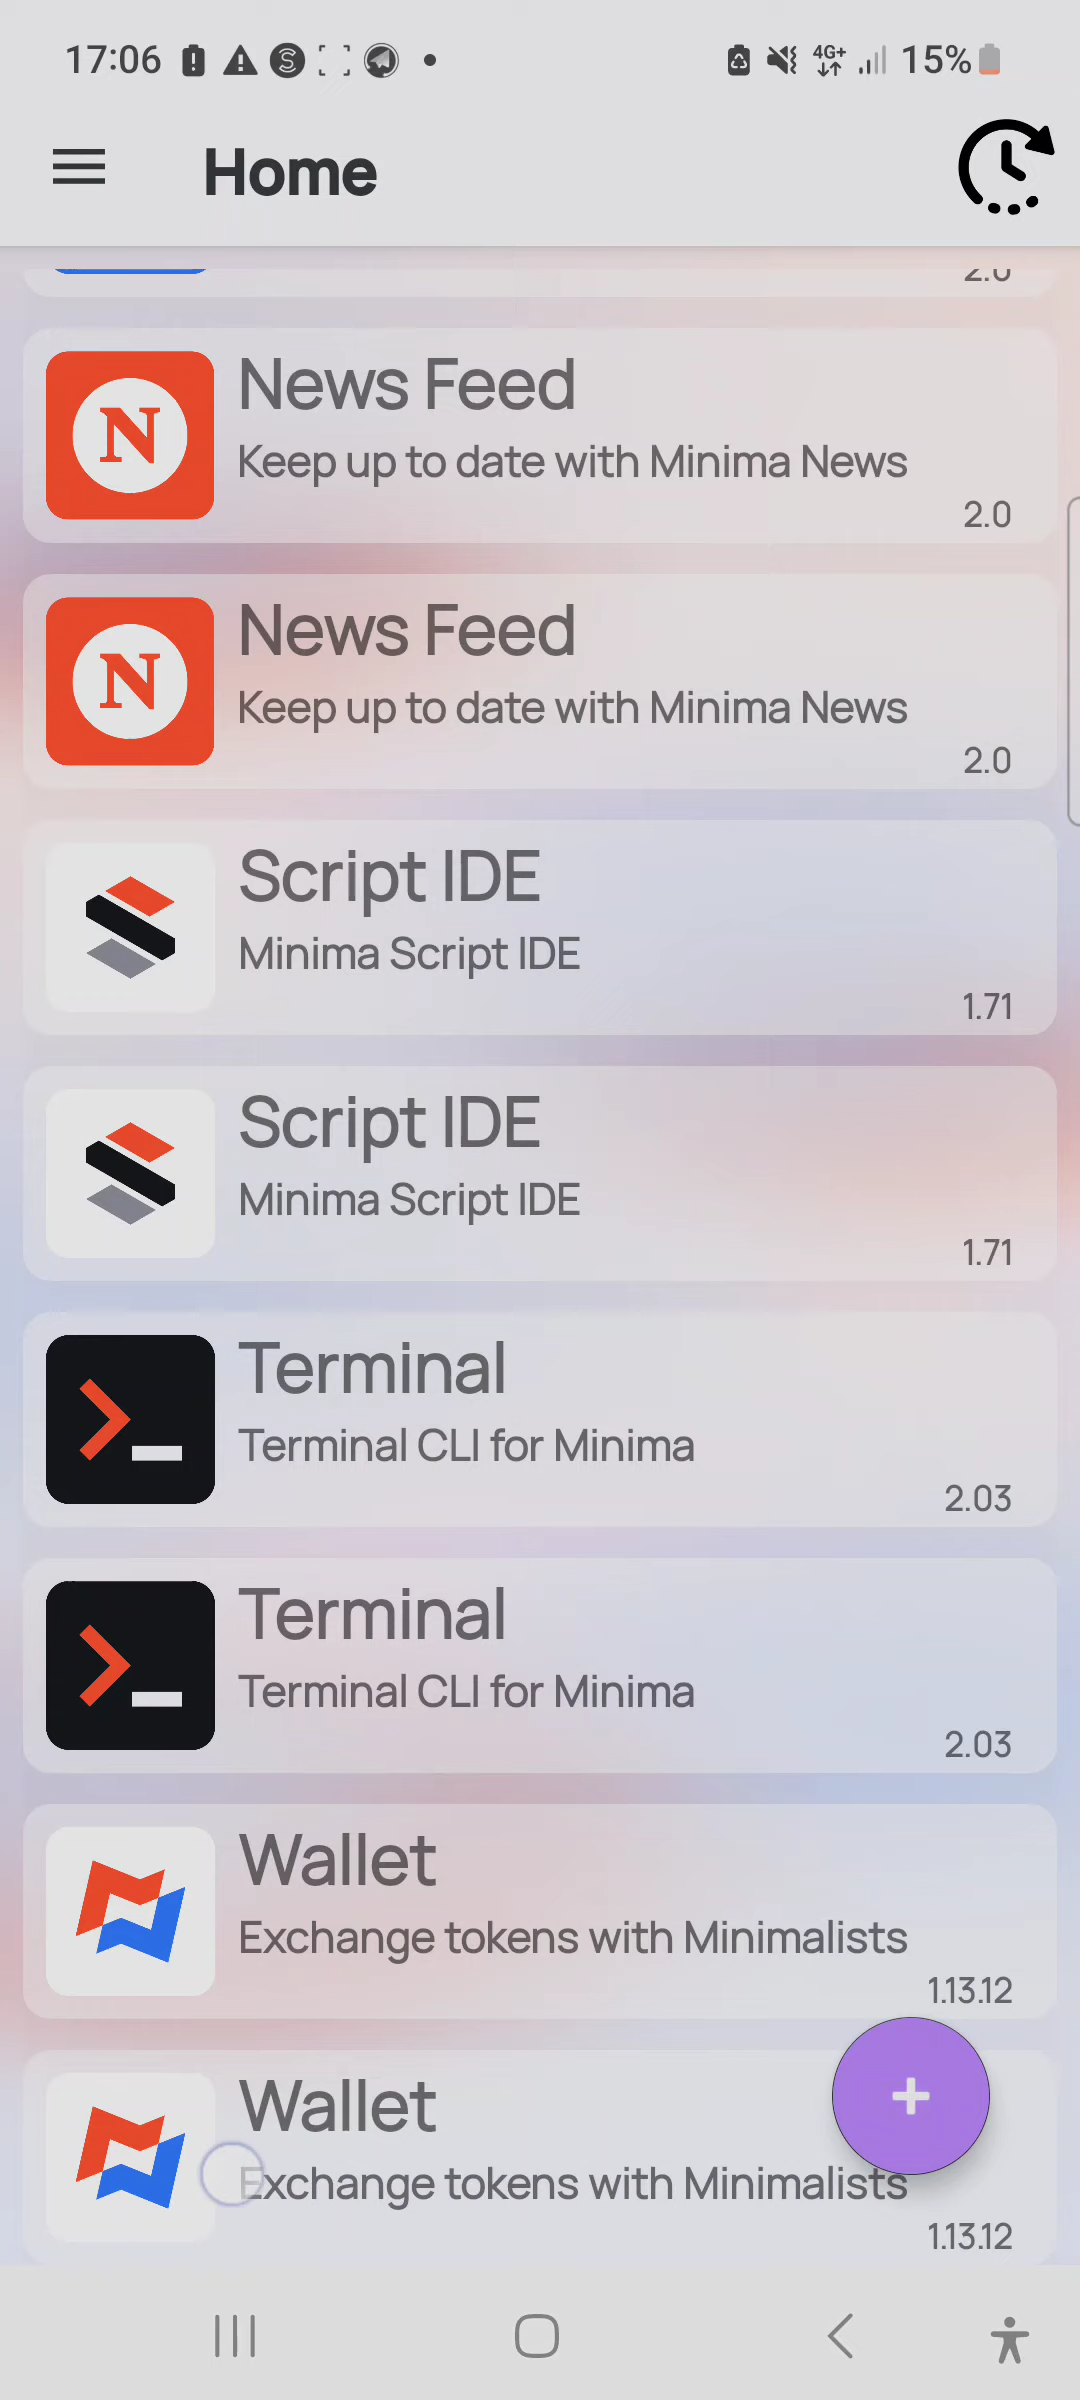 17:06
4G+
15%
Home
2.0
N
News Feed
Keep up to date with Minima News
2.0
N
News Feed
Keep up to date with Minima News
2.0
Script IDE
Minima Script IDE
1.71
Script IDE
Minima Script IDE
1.71
Terminal
Terminal CLI for Minima
2.03
Terminal
Terminal CLI for Minima
2.03
Wallet
Exchange tokens with Minimalists
1.13.12
Wallet
Exchange tokens with Minimalists
1.13.12